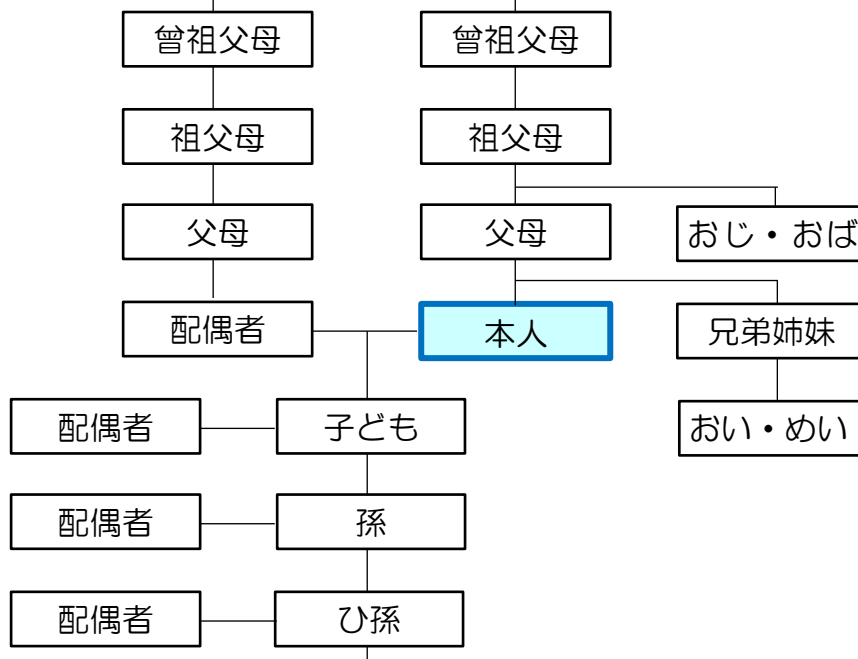 曾祖父母
曾祖父母
祖父母
祖父母
父母
父母
おじ・おば
配偶者
本人
兄弟姉妹
配偶者
子ども
おい・めい
配偶者
孫
配偶者
ひ孫